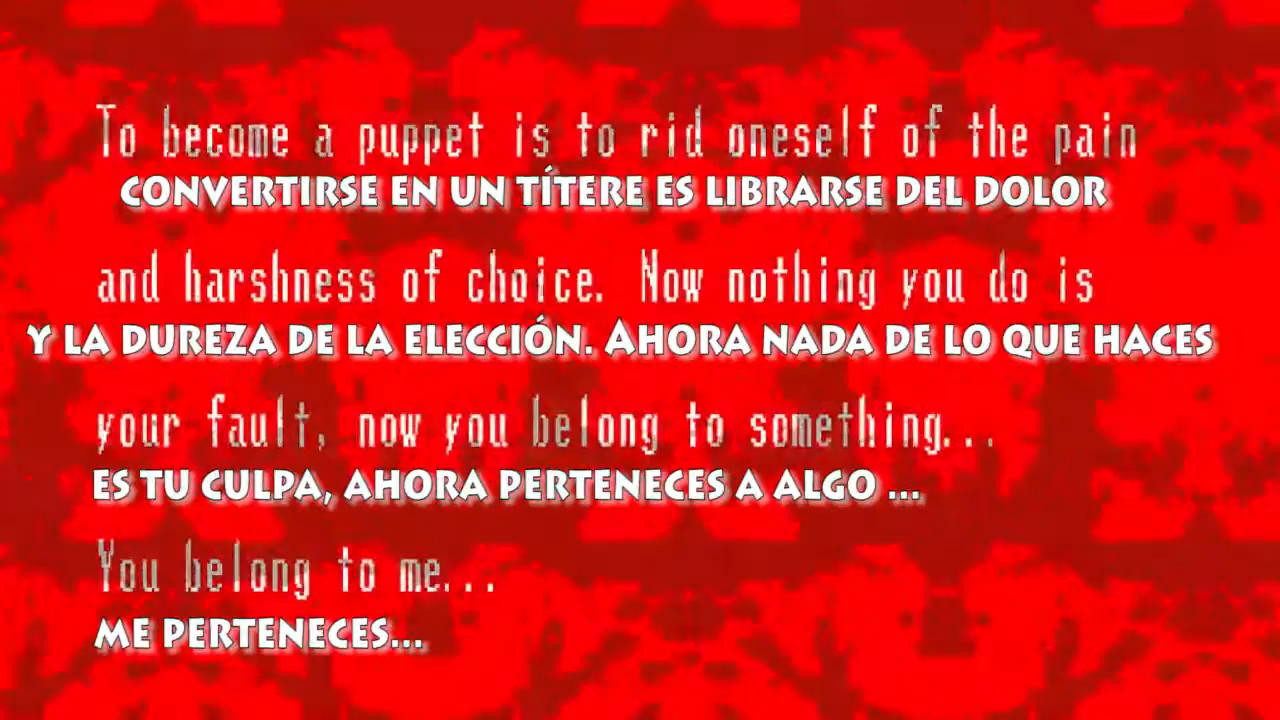 To become a puppet is to rid oneself of the pain
CONVERTIRSE EN UN TÍTERE ES LIBRARSE DEL DOLOR
and harshness of choice. Now nothing you do is
Y LA DUREZA DE LA ELECCIÓN. AHORA NADA DE LO QUE HACES
your fault, now you belong to something...
ES TU CULPA, AHORA PERTENECES A ALGO ...
You belong to me...
ME PERTENECES...